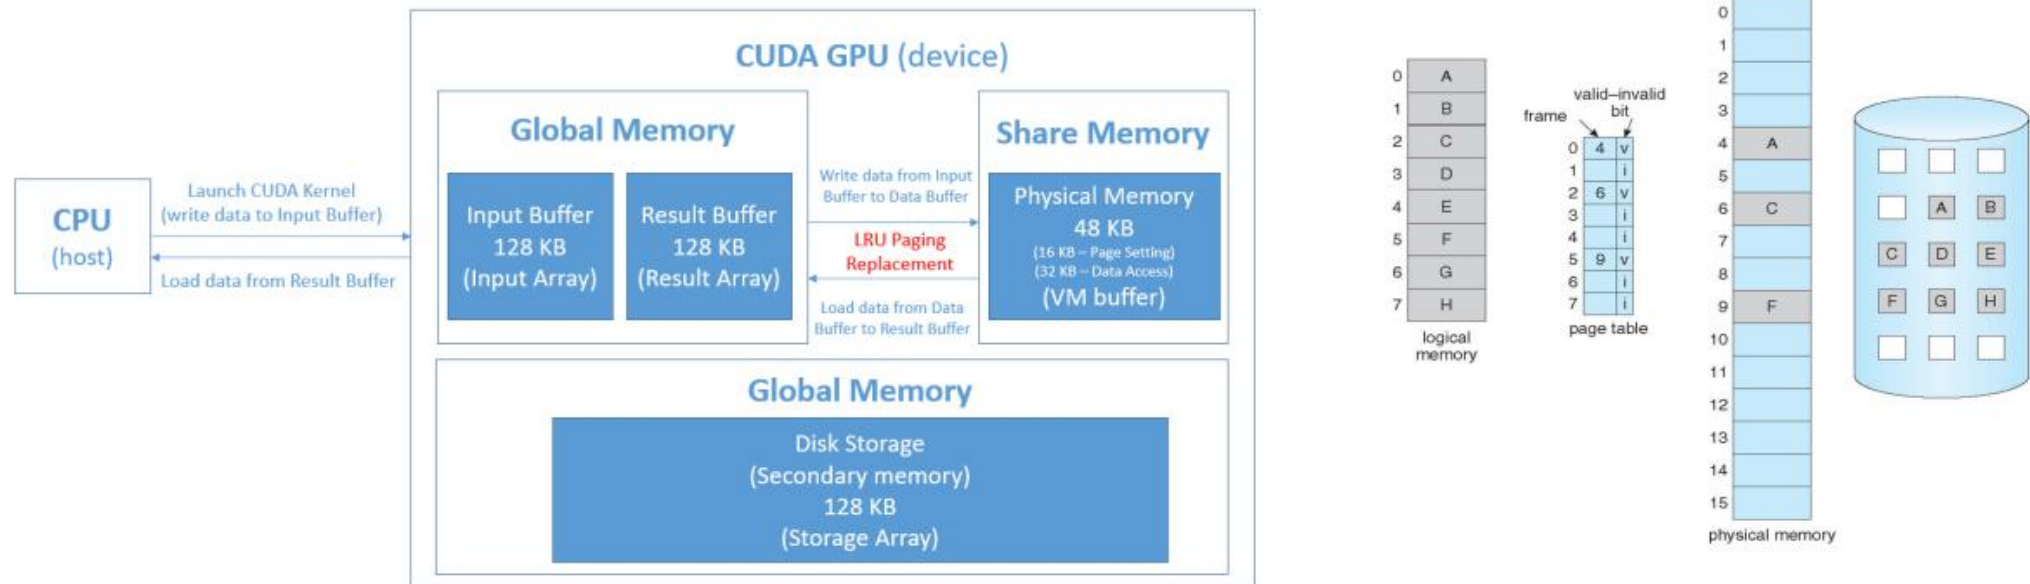 CUDA GPU (device)
CPU
(host)
Launch CUDA Kernel
(write data to Input Buffer)
Load data from Result Buffer
Global Memory
Input Buffer
128 KB
(Input Array)
Result Buffer
128 KB
(Result Array)
Write data from Input
Buffer to Data Buffer
LRU Paging
Replacement
Load data from Data
Buffer to Result Buffer
Share Memory
Physical Memory
48 KB
(16 KB – Page Setting)
(32 KB – Data Access)
(VM buffer)
Global Memory
Disk Storage
(Secondary memory)
128 KB
(Storage Array)
0 A
1 B
2 C
3 D
4 E
5 F
6 G
7 H
logical
memory
valid–invalid
bit
frame
0 4 v
1 i
2 6 v
3 i
4 i
5 9 v
6 i
7 i
page table
0
1
2
3
4 A
5
6 C
7
8
9 F
10
11
12
13
14
15
physical memory
A B
C D E
F G H